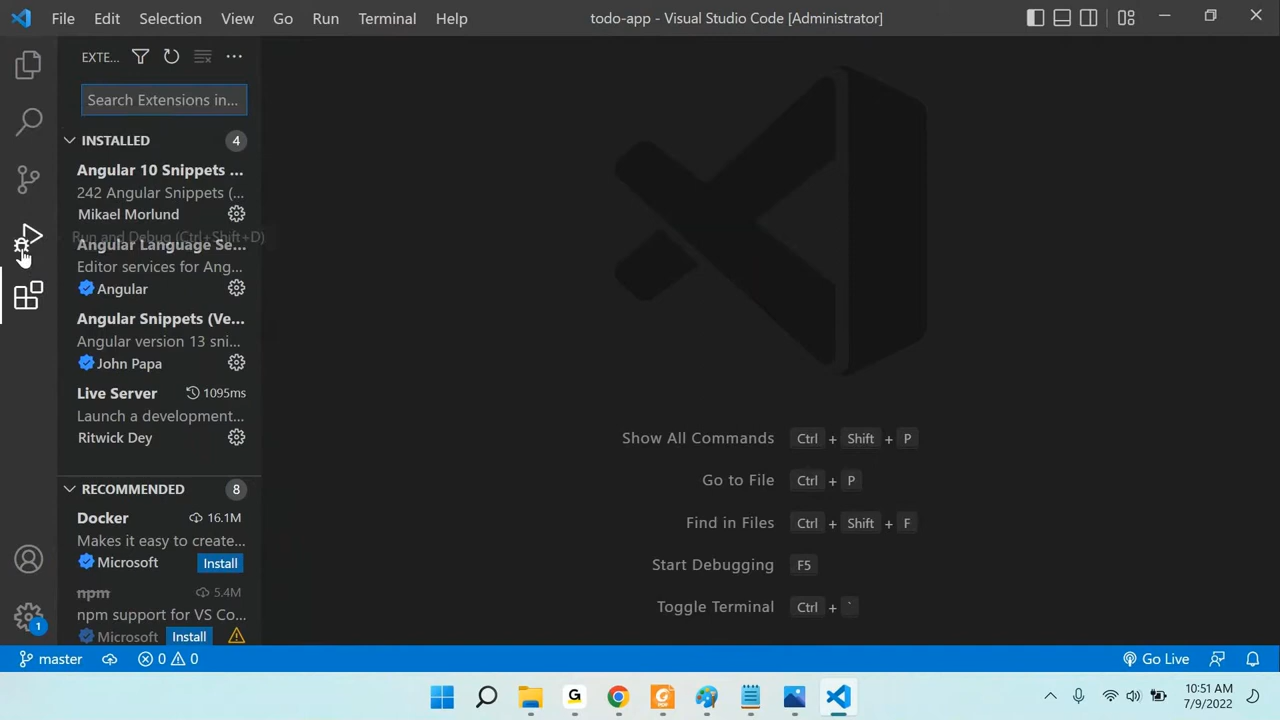 File Edit Selection View Go Run Terminal Help todo-app - Visual Studio Code [Administrator]
EXTE...
Search Extensions in...
INSTALLED 4
Angular 10 Snippets ...
242 Angular Snippets (...
Mikael Morlund
Run and Debug (Ctrl+Shift+D)
Angular Language Se...
Editor services for Ang...
Angular
Angular Snippets (Ve...
Angular version 13 sni...
John Papa
Live Server 1095ms
Launch a development...
Ritwick Dey
RECOMMENDED 8
Docker 16.1M
Makes it easy to create...
Microsoft Install
npm 5.4M
npm support for VS Co...
Microsoft Install
Show All Commands Ctrl + Shift + P
Go to File Ctrl + P
Find in Files Ctrl + Shift + F
Start Debugging F5
Toggle Terminal Ctrl + `
1
master 0 0 Go Live
G PDF
10:51 AM
7/9/2022